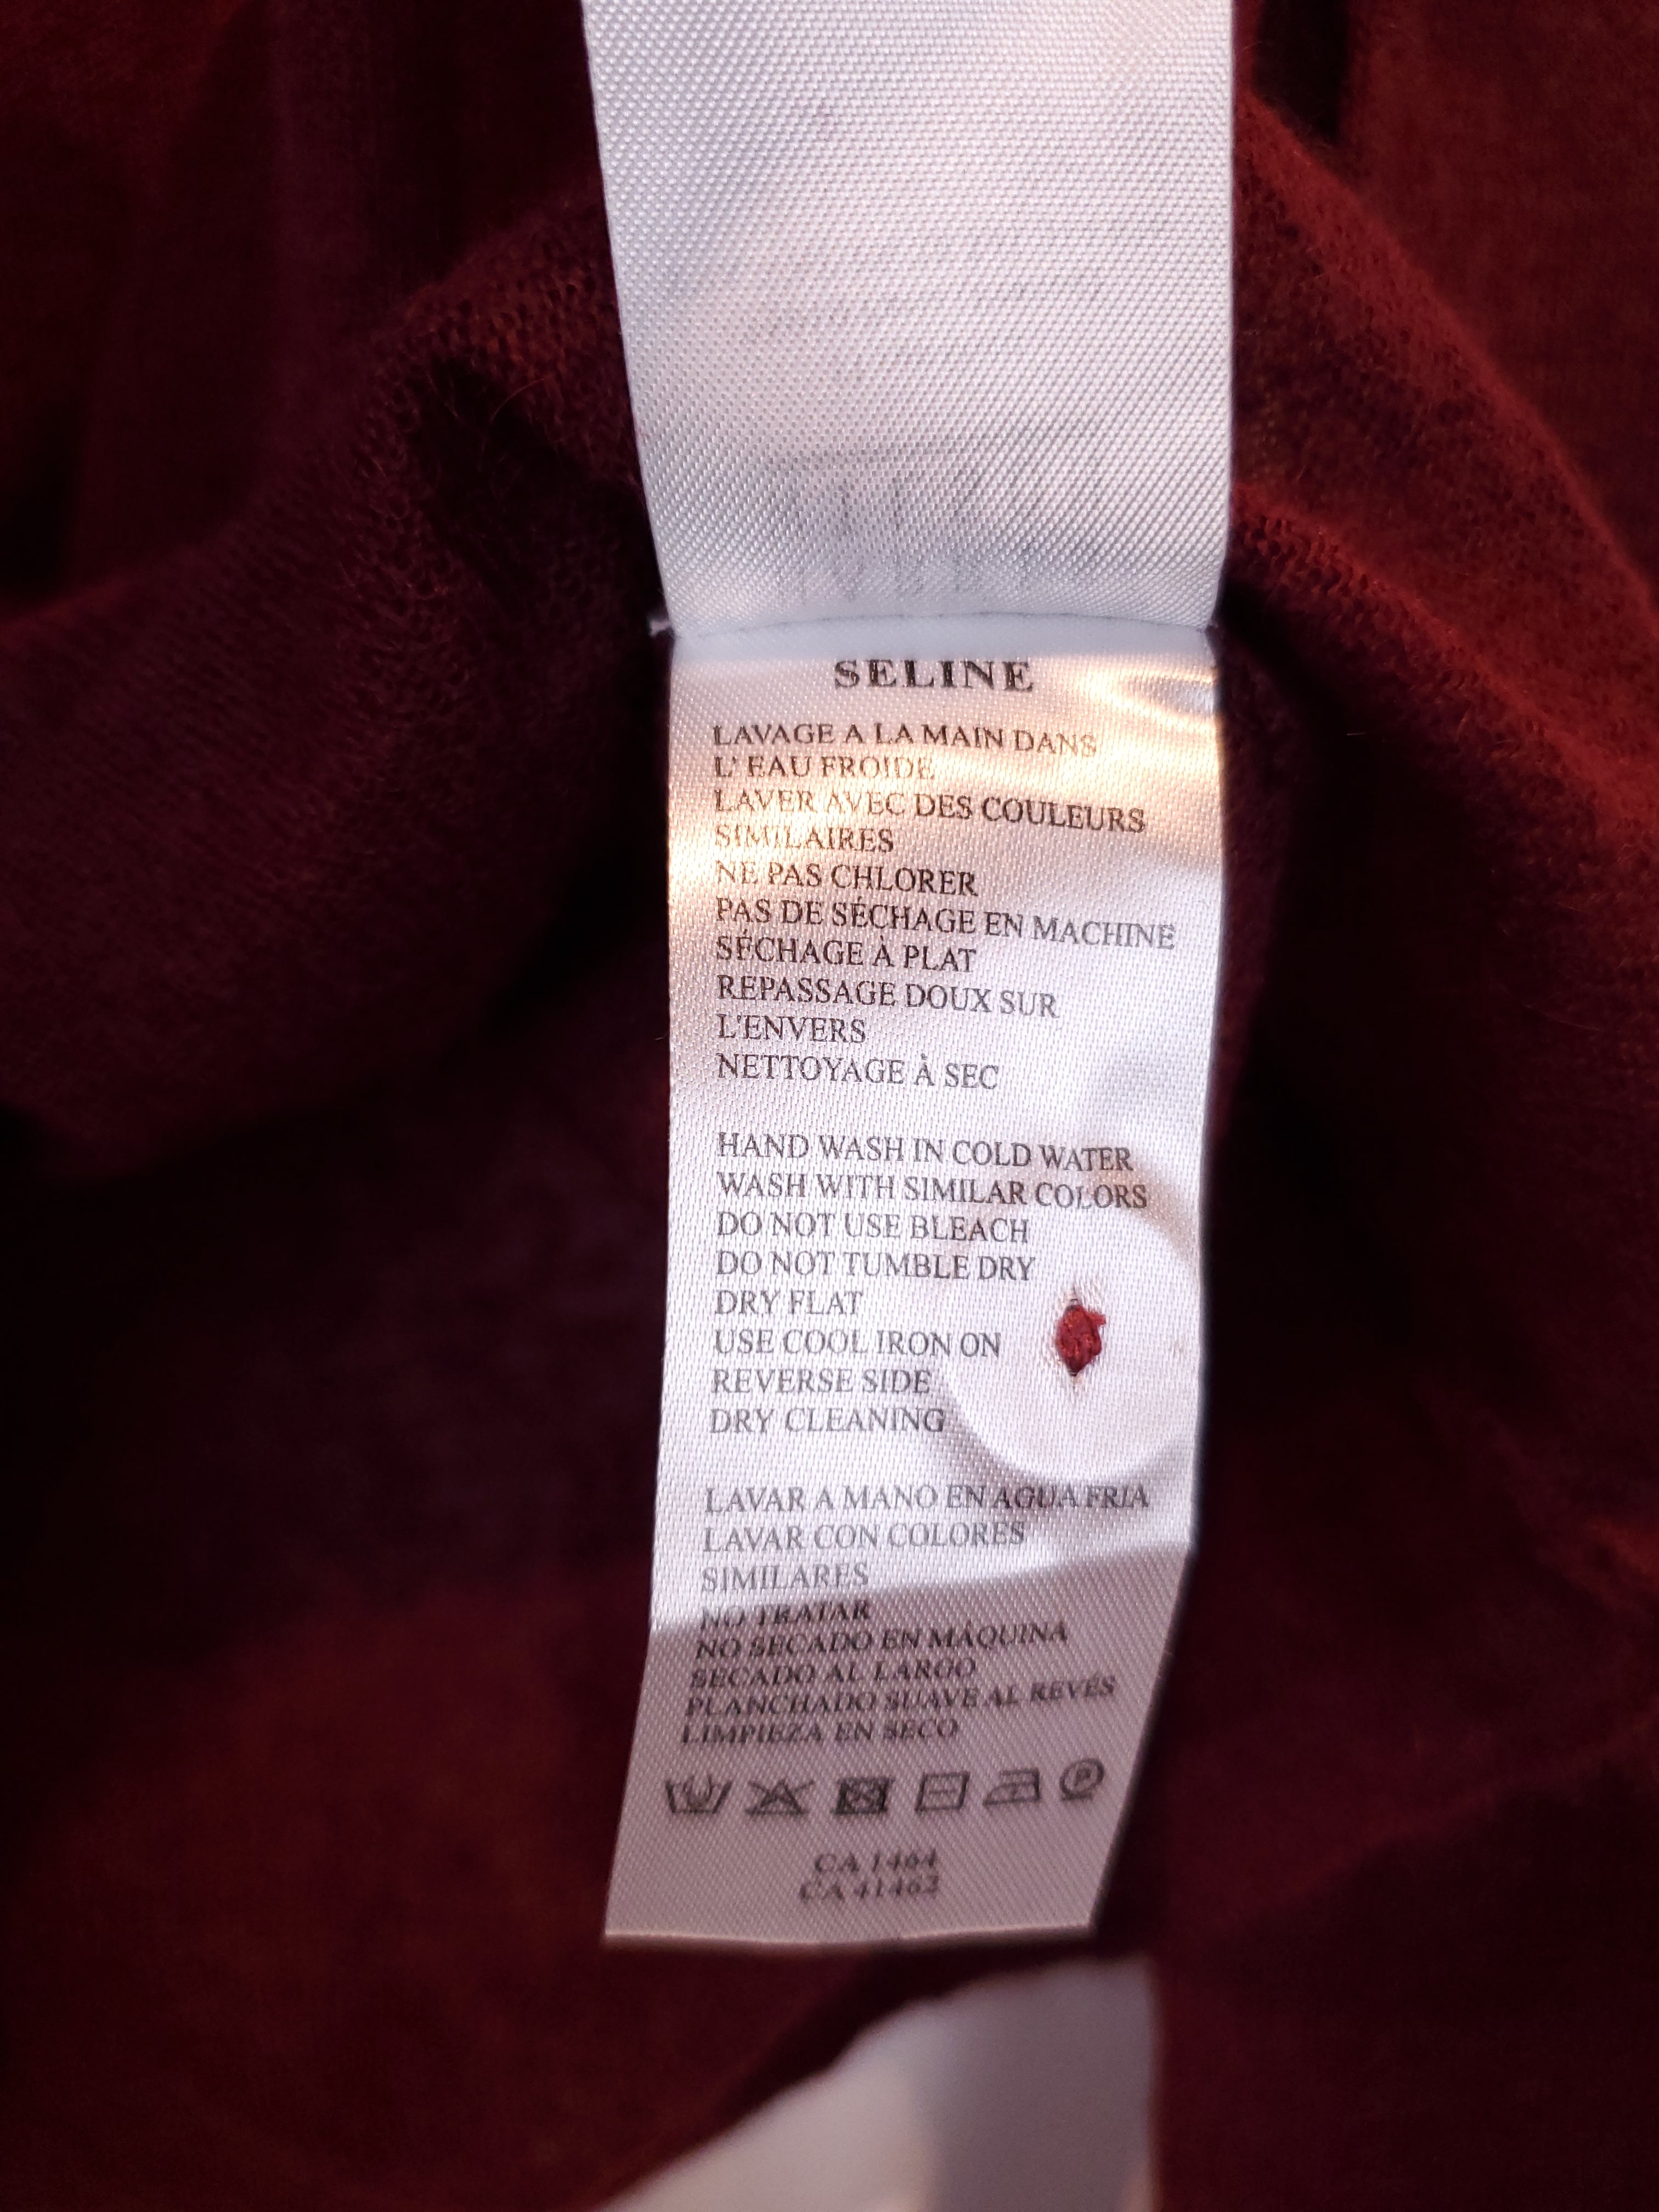 SELINE
LAVAGE A LA MAIN DANS
L' EAU FROIDE
LAVER AVEC DES COULEURS
SIMILAIRES
NE PAS CHLORER
PAS DE SÉCHAGE EN MACHINE
SÉCHAGE À PLAT
REPASSAGE DOUX SUR
L'ENVERS
NETTOYAGE À SEC
HAND WASH IN COLD WATER
WASH WITH SIMILAR COLORS
DO NOT USE BLEACH
DO NOT TUMBLE DRY
DRY FLAT
USE COOL IRON ON
REVERSE SIDE
DRY CLEANING
LAVAR A MANO EN AGUA FRIA
LAVAR CON COLORES
SIMILARES
NO TRATAR
NO SECADO EN MÁQUINA
SECADO AL LARGO
PLANCHADO SUAVE AL REVÉS
LIMPIEZA EN SECO
P
CA 1464
CA 41462